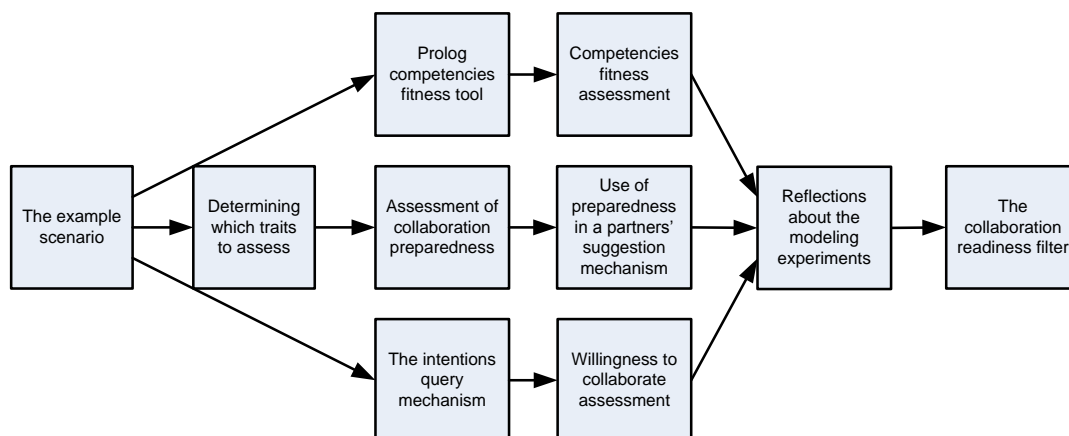 Prolog
competencies
fitness tool
Competencies
fitness
assessment
The example
scenario
Determining
which traits
to assess
Assessment of
collaboration
preparedness
Use of
preparedness
in a partners’
suggestion
mechanism
Reflections
about the
modeling
experiments
The
collaboration
readiness filter
The intentions
query
mechanism
Willingness to
collaborate
assessment